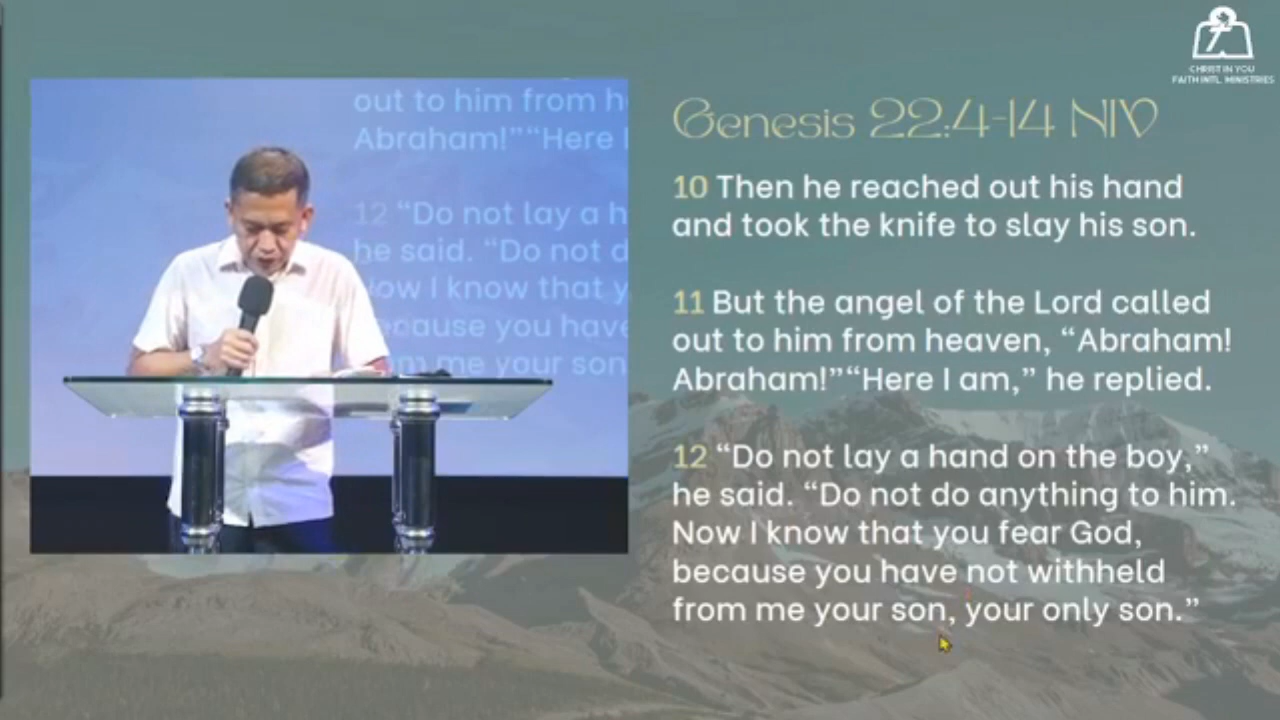 CHRIST IN YOU
FAITH INTL. MINISTRIES
out to him from h
Abraham!”“Here I
12 “Do not lay a h
he said. “Do not d
Now I know that y
because you have
from me your son
Genesis 22:4-14 NIV
10 Then he reached out his hand
and took the knife to slay his son.
11 But the angel of the Lord called
out to him from heaven, “Abraham!
Abraham!”“Here I am,” he replied.
12 “Do not lay a hand on the boy,”
he said. “Do not do anything to him.
Now I know that you fear God,
because you have not withheld
from me your son, your only son.”